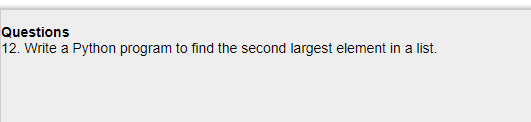 Questions
12. Write a Python program to find the second largest element in a list.